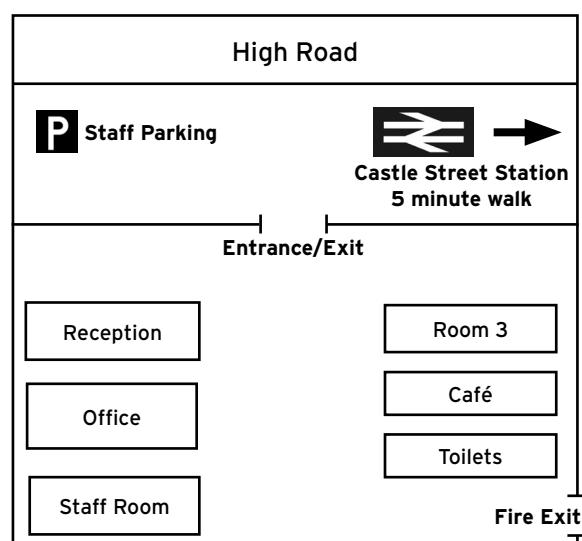 High Road
P Staff Parking
Castle Street Station
5 minute walk
Entrance/Exit
Reception
Room 3
Office
Café
Toilets
Staff Room
Fire Exit